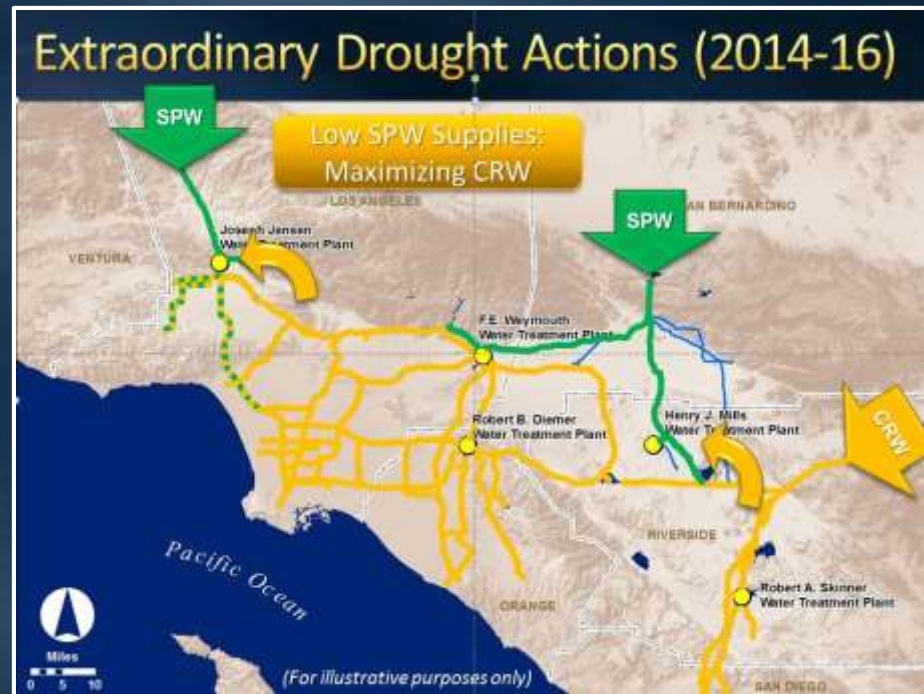 Extraordinary Drought Actions (2014-16)
SPW
Low SPW Supplies:
Maximizing CRW
LOS ANGELES
SPW
AN BERNARDINO
Joseph Jensen
Water Treatment Plant
VENTURA
F.E. Weymouth
Water Treatment Plant
Robert B. Diemer
Water Treatment Plant
Henry J. Mills
Water Treatment Plant
CRW
RIVERSIDE
Pacific Ocean
Robert A. Skinner
Water Treatment Plant
ORANGE
Miles
0 5 10
(For illustrative purposes only)
SAN DIEGO